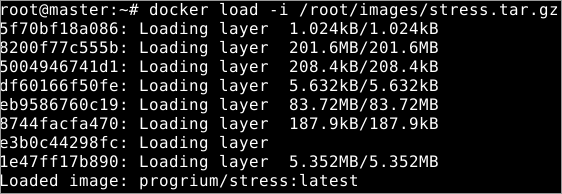 root@master:~# docker load -i /root/images/stress.tar.gz
5f70bf18a086: Loading layer  1.024kB/1.024kB
8200f77c555b: Loading layer  201.6MB/201.6MB
5004946741d1: Loading layer  208.4kB/208.4kB
df60166f50fe: Loading layer  5.632kB/5.632kB
eb9586760c19: Loading layer  83.72MB/83.72MB
8744facfa470: Loading layer  187.9kB/187.9kB
e3b0c44298fc: Loading layer
1e47ff17b890: Loading layer  5.352MB/5.352MB
Loaded image: progrium/stress:latest